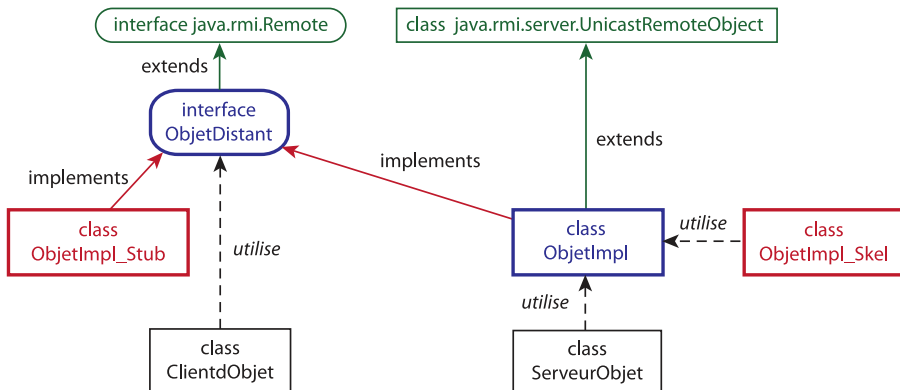 interface java.rmi.Remote
class java.rmi.server.UnicastRemoteObject
extends
interface
ObjetDistant
extends
implements
implements
class
ObjetImpl_Stub
utilise
class
ObjetImpl
utilise
class
ObjetImpl_Skel
utilise
class
ClientdObjet
class
ServeurObjet